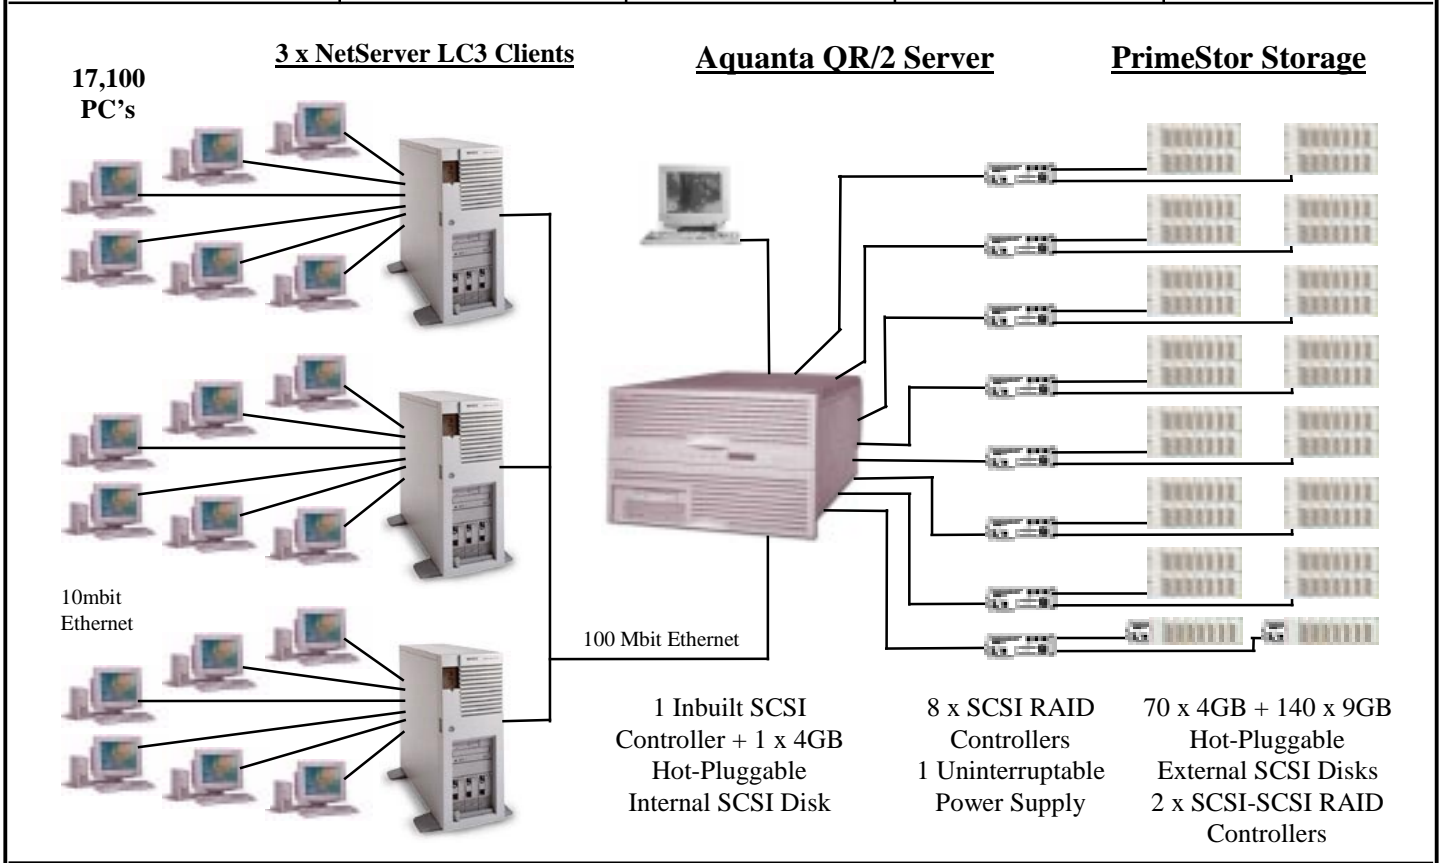 3 x NetServer LC3 Clients
Aquanta QR/2 Server
PrimeStor Storage
17,100
PC’s
10mbit
Ethernet
100 Mbit Ethernet
1 Inbuilt SCSI
Controller + 1 x 4GB
Hot-Pluggable
Internal SCSI Disk
8 x SCSI RAID
Controllers
1 Uninterruptable
Power Supply
70 x 4GB + 140 x 9GB
Hot-Pluggable
External SCSI Disks
2 x SCSI-SCSI RAID
Controllers